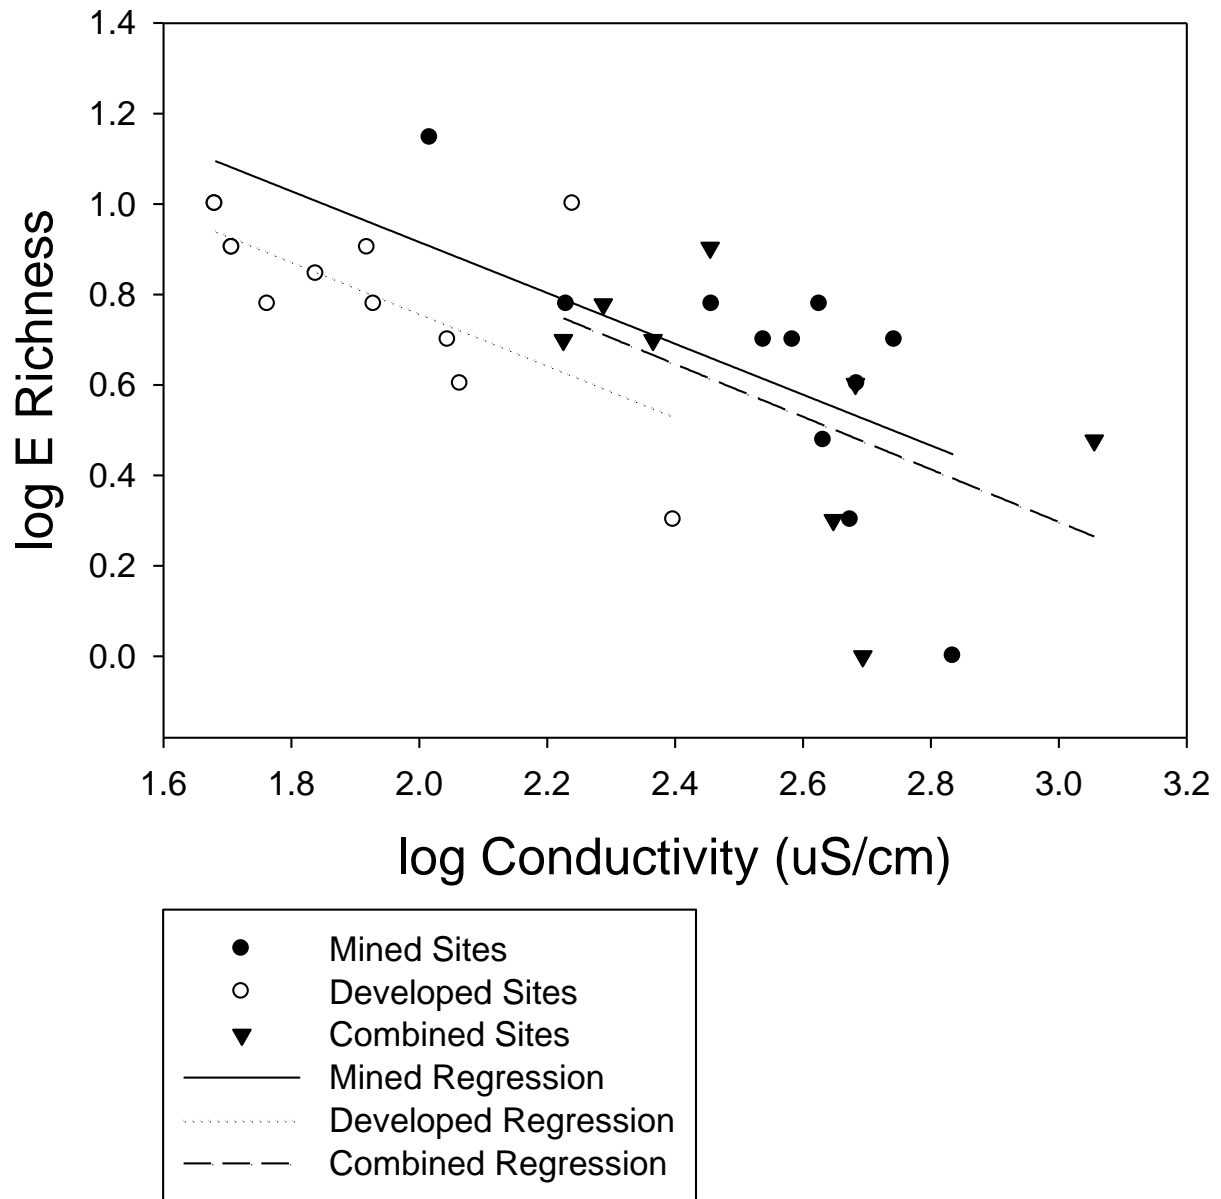 1.4
1.2
1.0
0.8
0.6
0.4
0.2
0.0
log E Richness
1.6 1.8 2.0 2.2 2.4 2.6 2.8 3.0 3.2
log Conductivity (uS/cm)
Mined Sites
Developed Sites
Combined Sites
Mined Regression
Developed Regression
Combined Regression